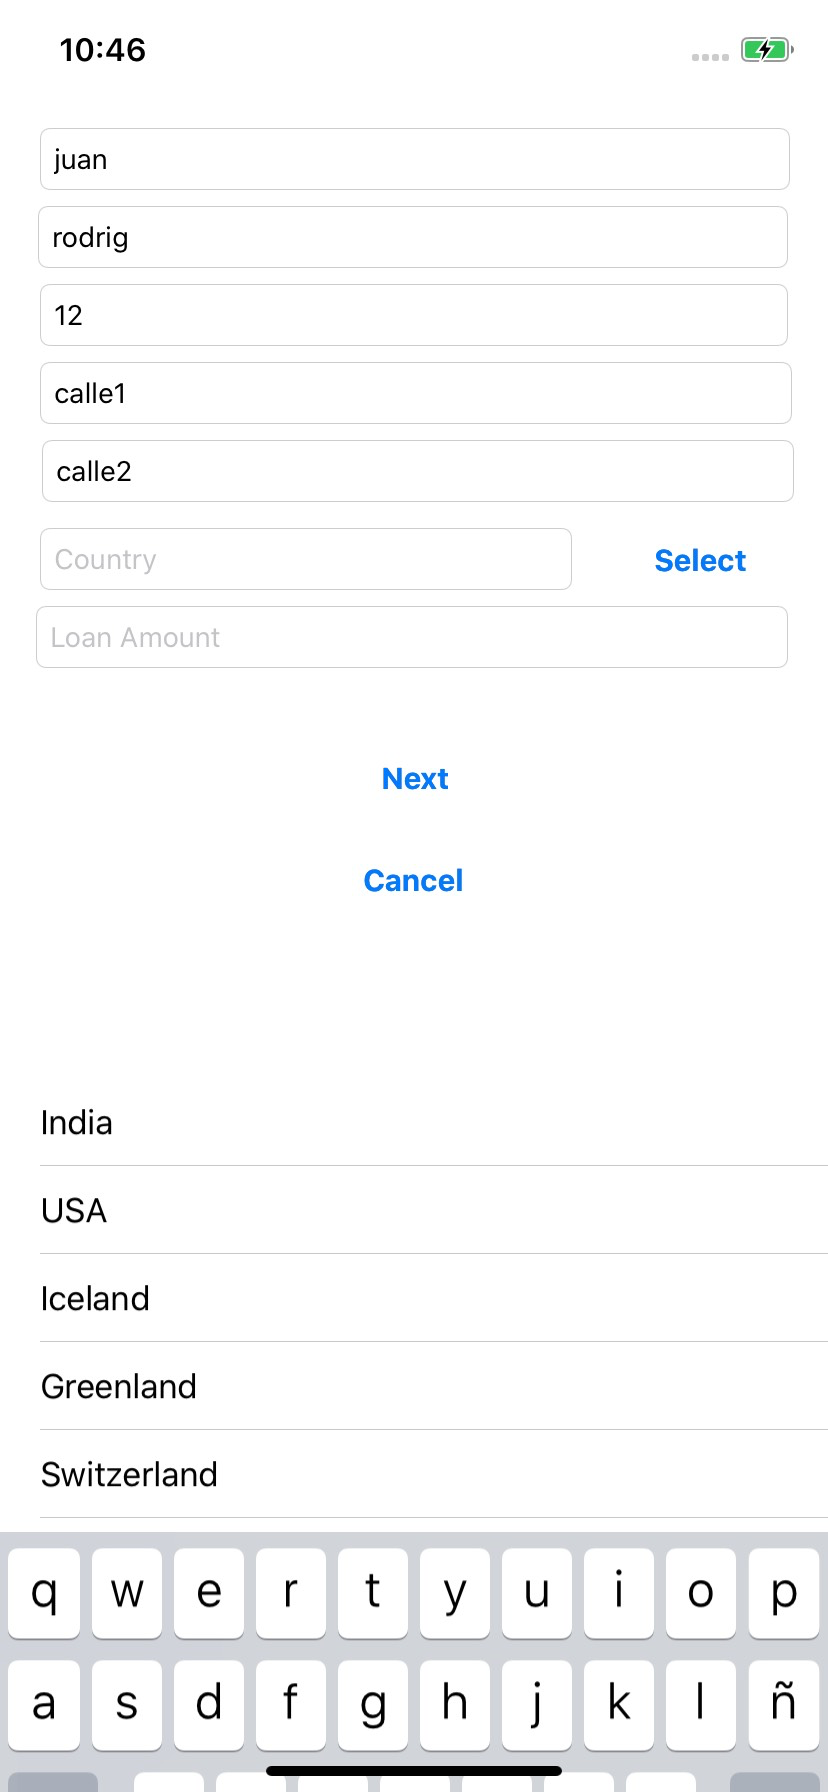 10:46
juan
rodrig
12
calle1
calle2
Country Select
Loan Amount
Next
Cancel
India
USA
Iceland
Greenland
Switzerland
q w e r t y u i o p
a s d f g h j k l ñ